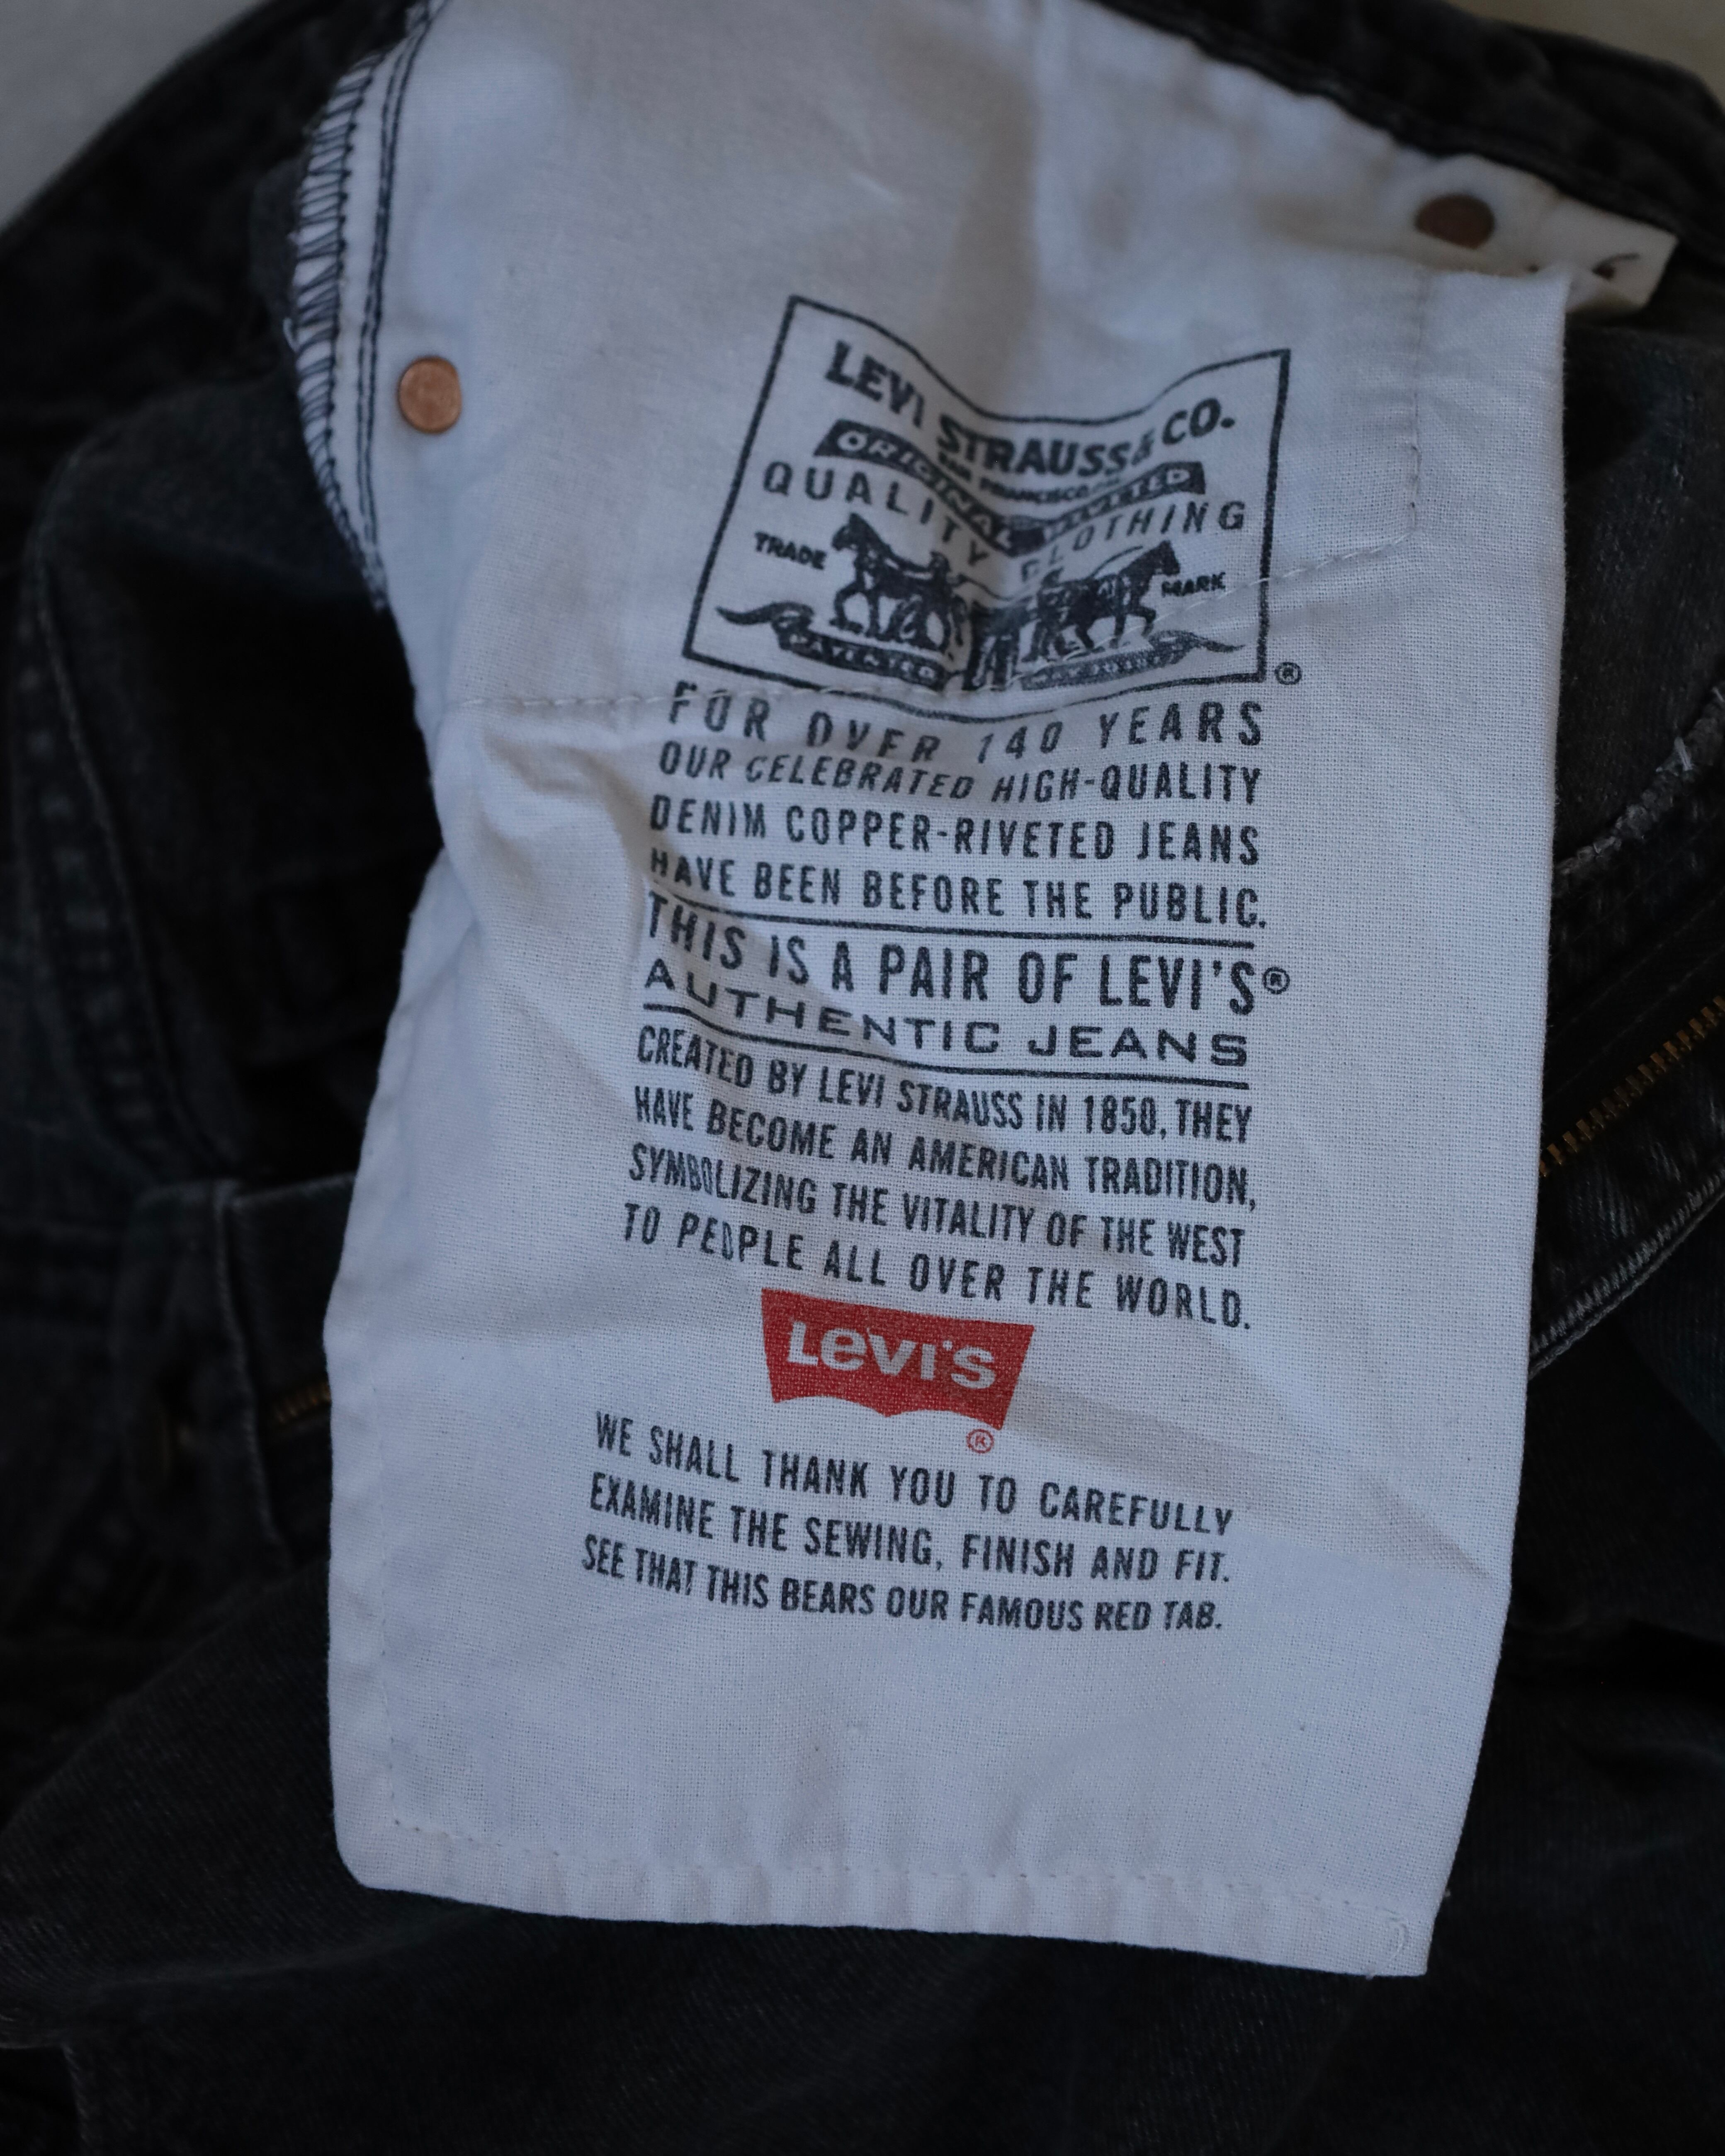 LEVI STRAUSS & CO.
SAN FRANCISCO
ORIGINAL RIVETED
QUALITY CLOTHING
TRADE MARK
PATENTED
FOR OVER 140 YEARS
OUR CELEBRATED HIGH-QUALITY
DENIM COPPER-RIVETED JEANS
HAVE BEEN BEFORE THE PUBLIC.
THIS IS A PAIR OF LEVI'S®
AUTHENTIC JEANS
CREATED BY LEVI STRAUSS IN 1850, THEY
HAVE BECOME AN AMERICAN TRADITION,
SYMBOLIZING THE VITALITY OF THE WEST
TO PEOPLE ALL OVER THE WORLD.
LEVI'S
®
WE SHALL THANK YOU TO CAREFULLY
EXAMINE THE SEWING, FINISH AND FIT.
SEE THAT THIS BEARS OUR FAMOUS RED TAB.